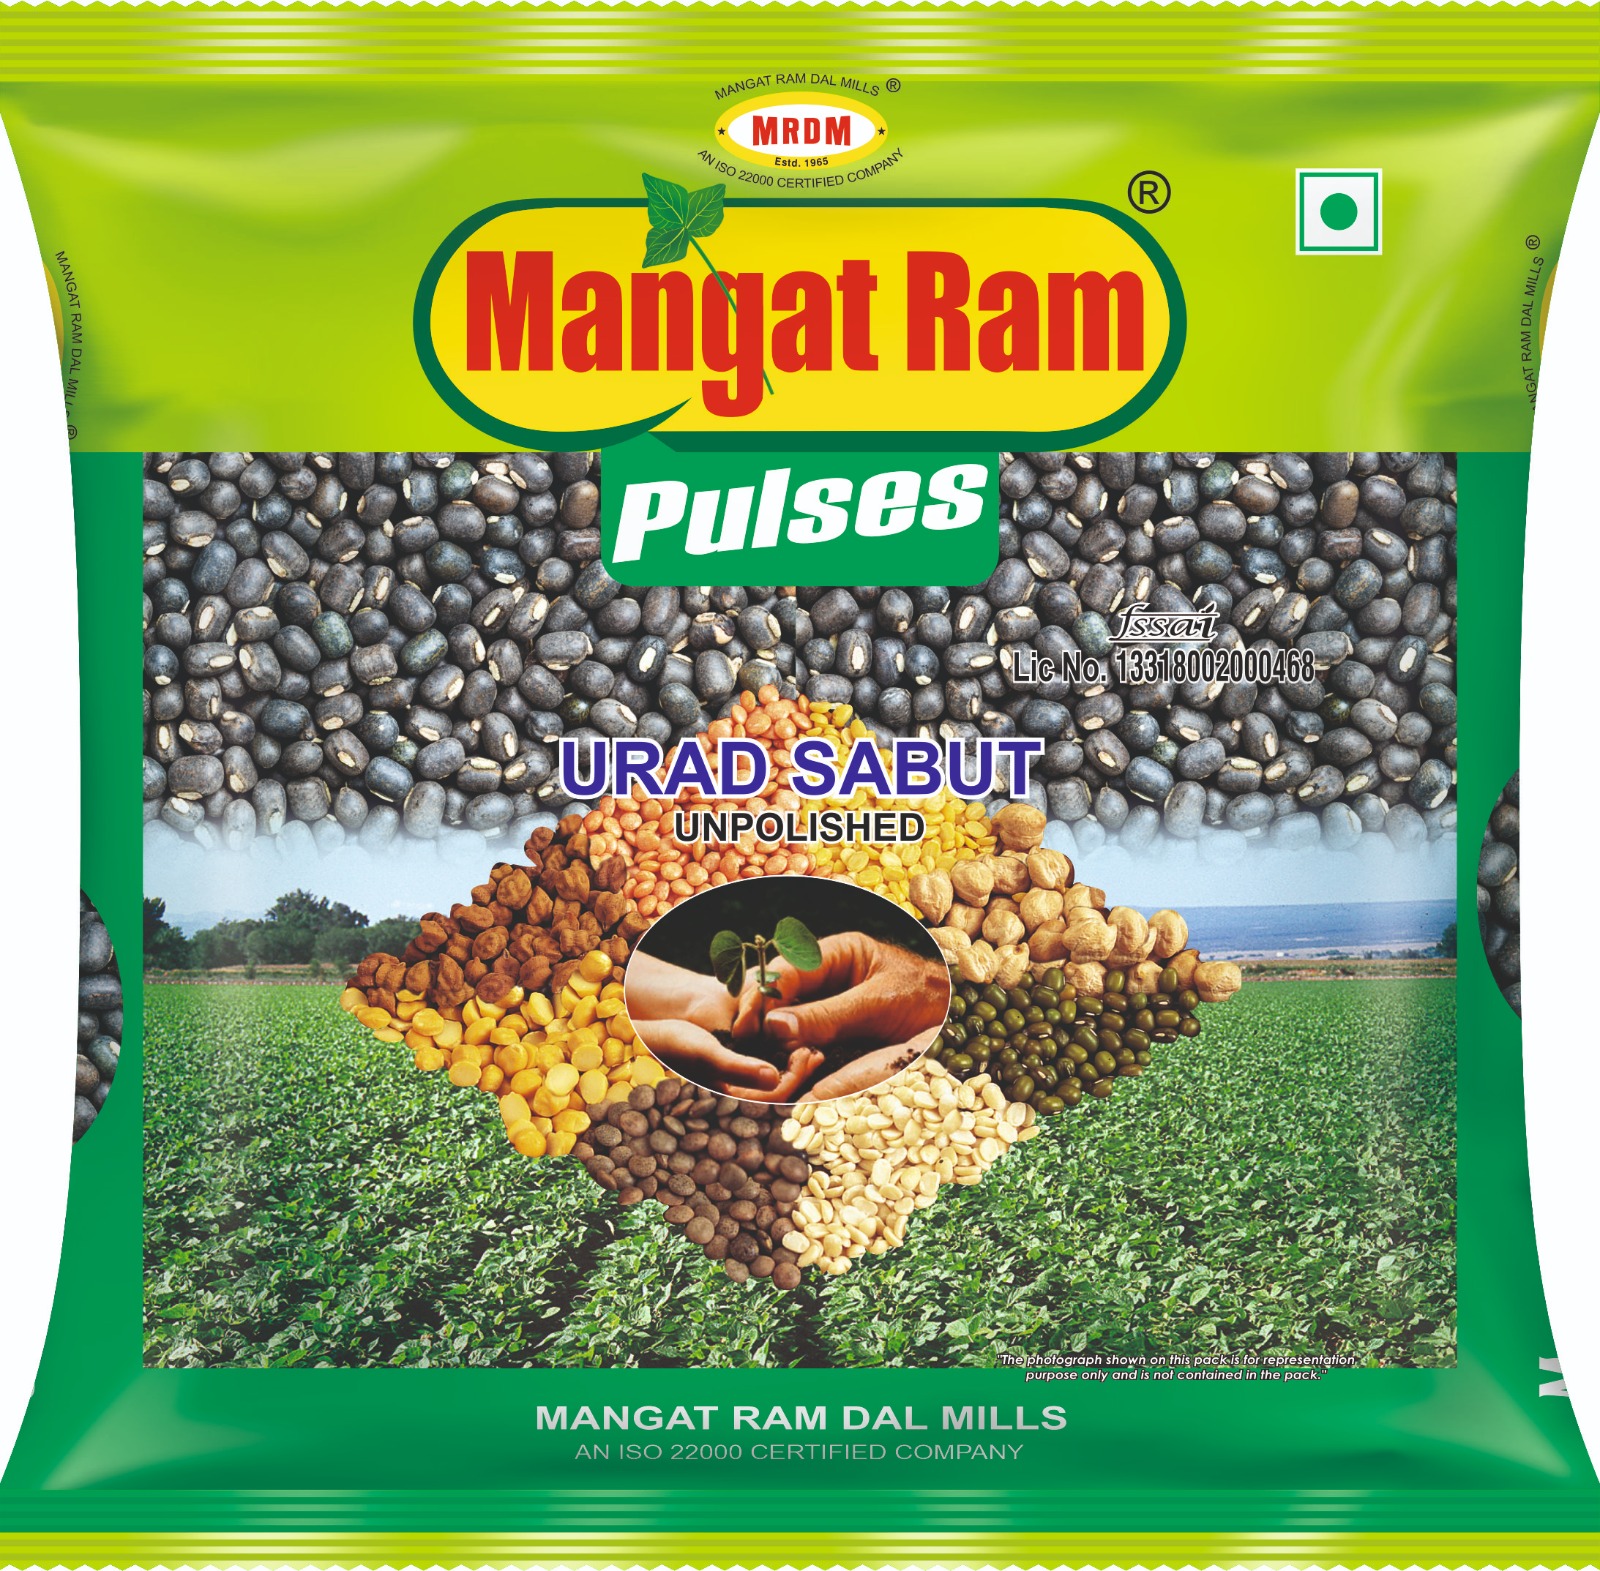 MANGAT RAM DAL MILLS ®
MRDM
Estd. 1965
AN ISO 22000 CERTIFIED COMPANY
®
Mangat Ram
MANGAT RAM DAL MILLS ®
MANGAT RAM DAL MILLS ®
Pulses
fssai
Lic No. 13318002000468
URAD SABUT
UNPOLISHED
"The photograph shown on this pack is for representation
purpose only and is not contained in the pack."
MANGAT RAM DAL MILLS
AN ISO 22000 CERTIFIED COMPANY